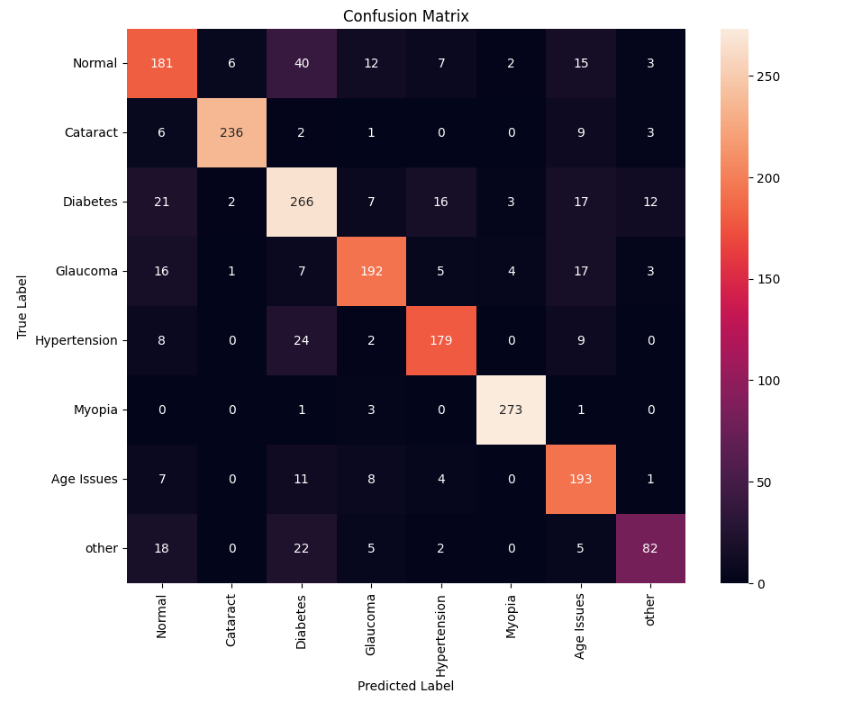 Confusion Matrix
Normal 181 6 40 12 7 2 15 3
Cataract 6 236 2 1 0 0 9 3
Diabetes 21 2 266 7 16 3 17 12
Glaucoma 16 1 7 192 5 4 17 3
Hypertension 8 0 24 2 179 0 9 0
Myopia 0 0 1 3 0 273 1 0
Age Issues 7 0 11 8 4 0 193 1
other 18 0 22 5 2 0 5 82
True Label
Normal Cataract Diabetes Glaucoma Hypertension Myopia Age Issues other
Predicted Label
250
200
150
100
50
0